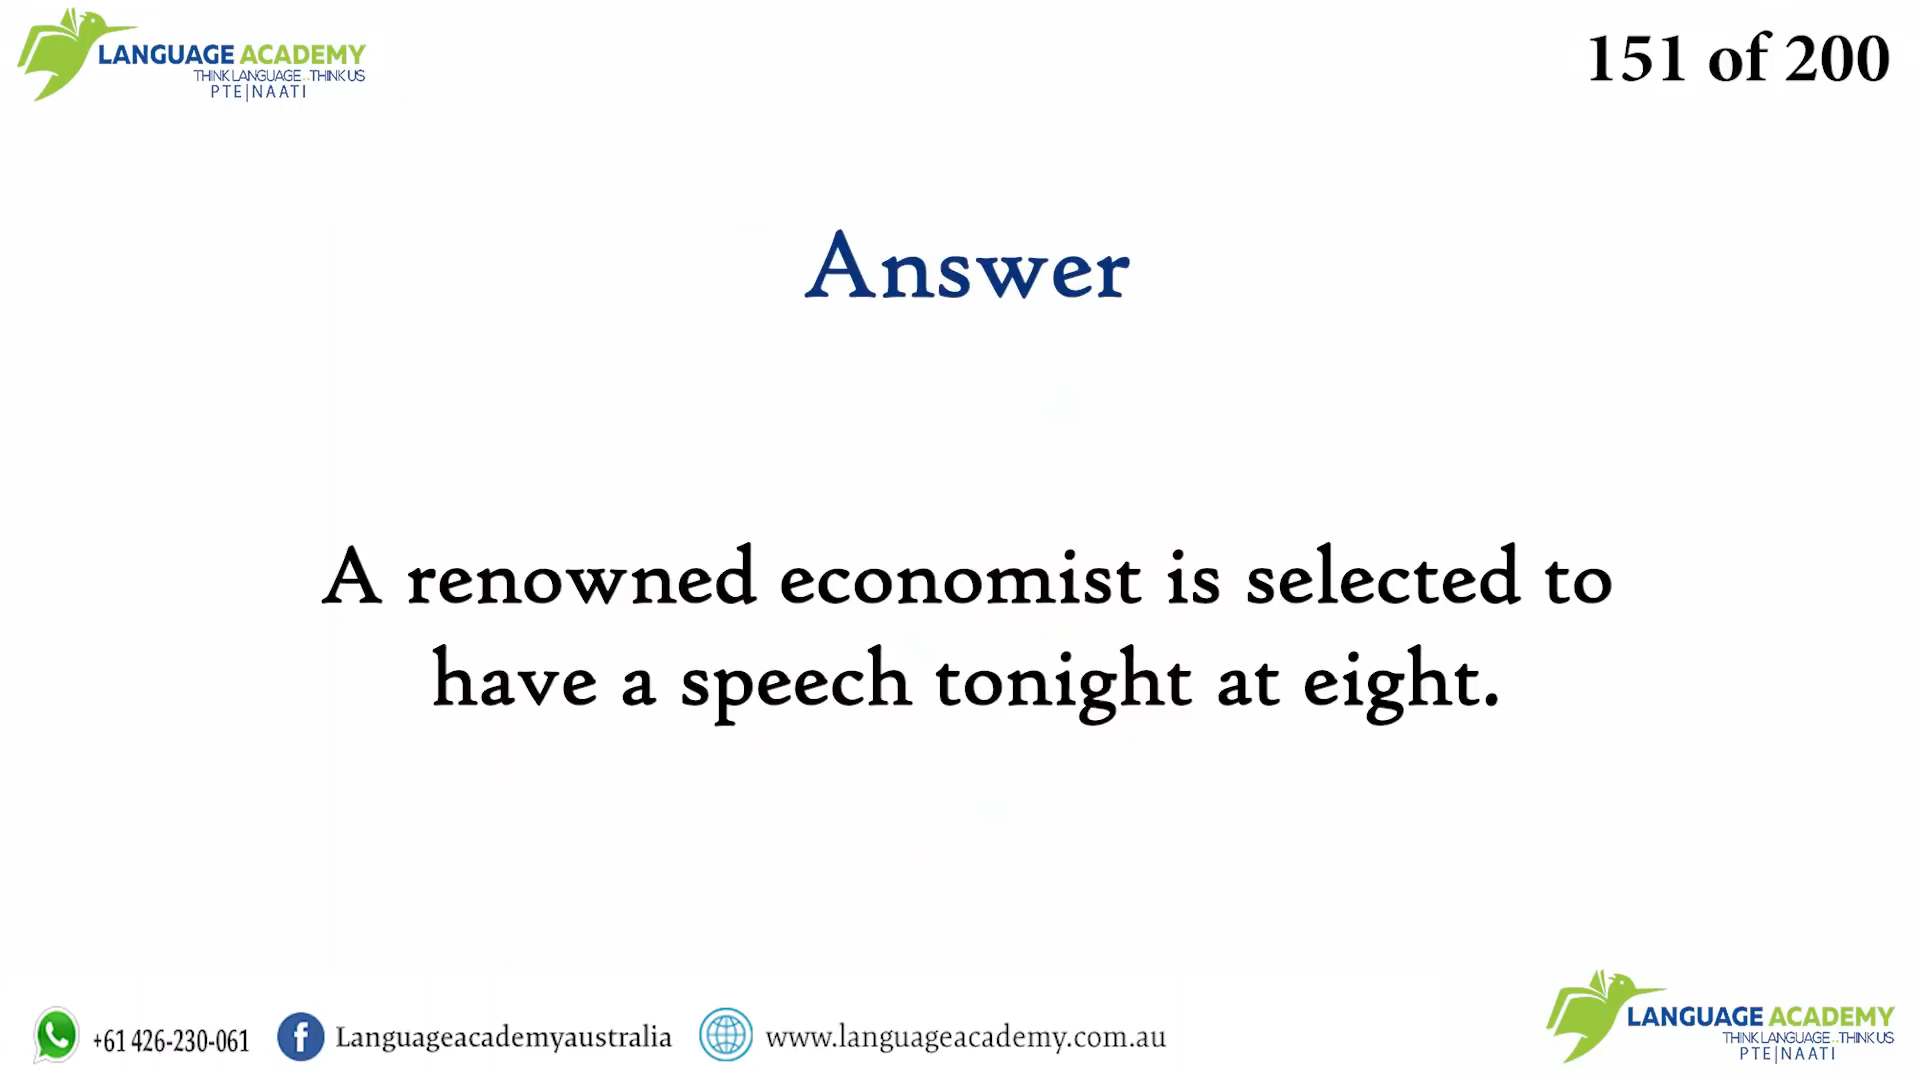 LANGUAGE ACADEMY
THINK LANGUAGE..THINK US
PTE|NAATI
151 of 200
Answer
A renowned economist is selected to
have a speech tonight at eight.
+61 426-230-061
Languageacademyaustralia
www.languageacademy.com.au
LANGUAGE ACADEMY
THINK LANGUAGE..THINK US
PTE|NAATI